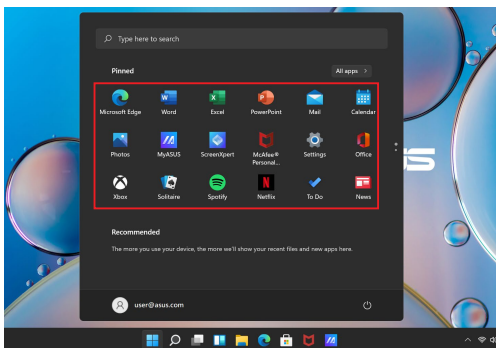 Type here to search
Pinned
All apps
Microsoft Edge
Word
Excel
PowerPoint
Mail
Calendar
Photos
MyASUS
ScreenXpert
McAfee®
Personal...
Settings
Office
Xbox
Solitaire
Spotify
Netflix
To Do
News
Recommended
The more you use your device, the more we'll show your recent files and new apps here.
user@asus.com